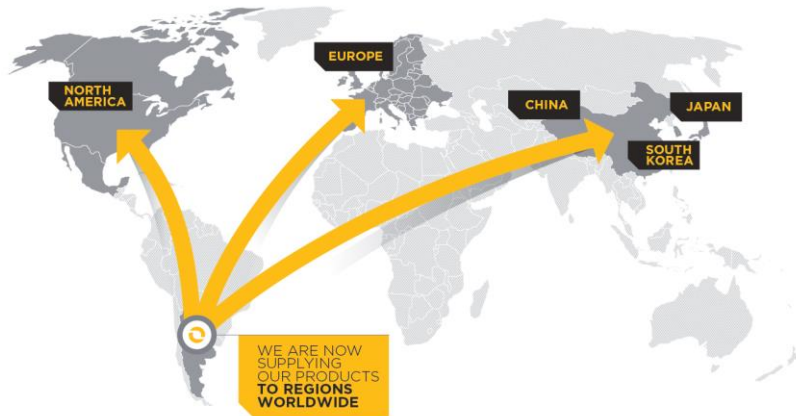 EUROPE
NORTH
AMERICA
CHINA
JAPAN
SOUTH
KOREA
WE ARE NOW
SUPPLYING
OUR PRODUCTS
TO REGIONS
WORLDWIDE